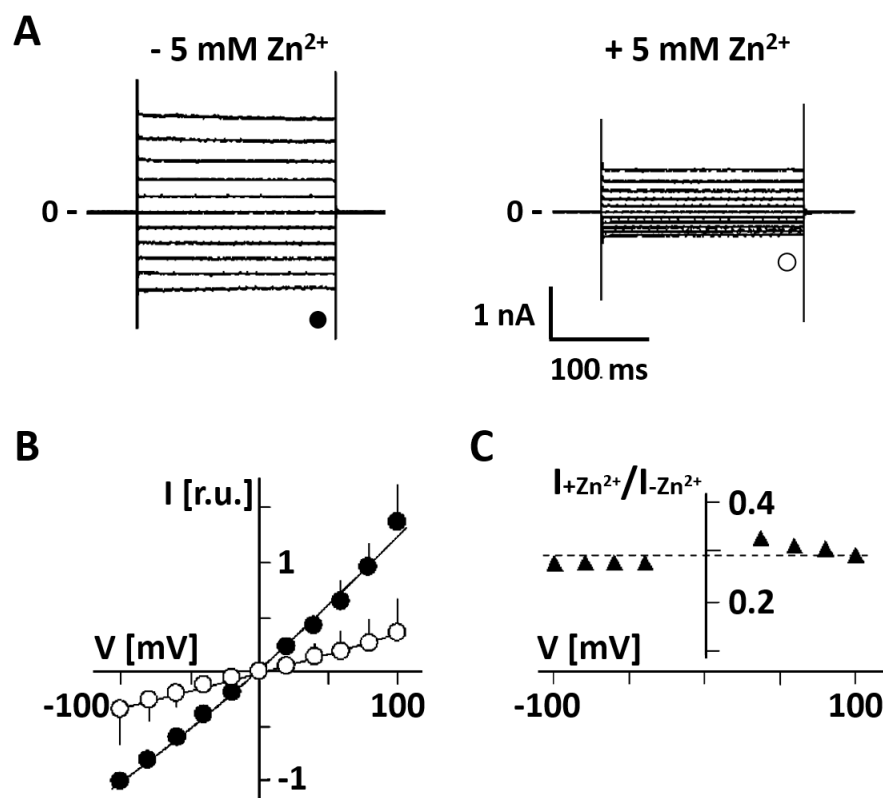 A
- 5 mM Zn²⁺
+ 5 mM Zn²⁺
0 -
0 -
1 nA
100 ms
B
C
I [r.u.]
1
V [mV]
-100
100
-1
I+Zn²⁺/I-Zn²⁺
0.4
0.2
V [mV]
-100
100